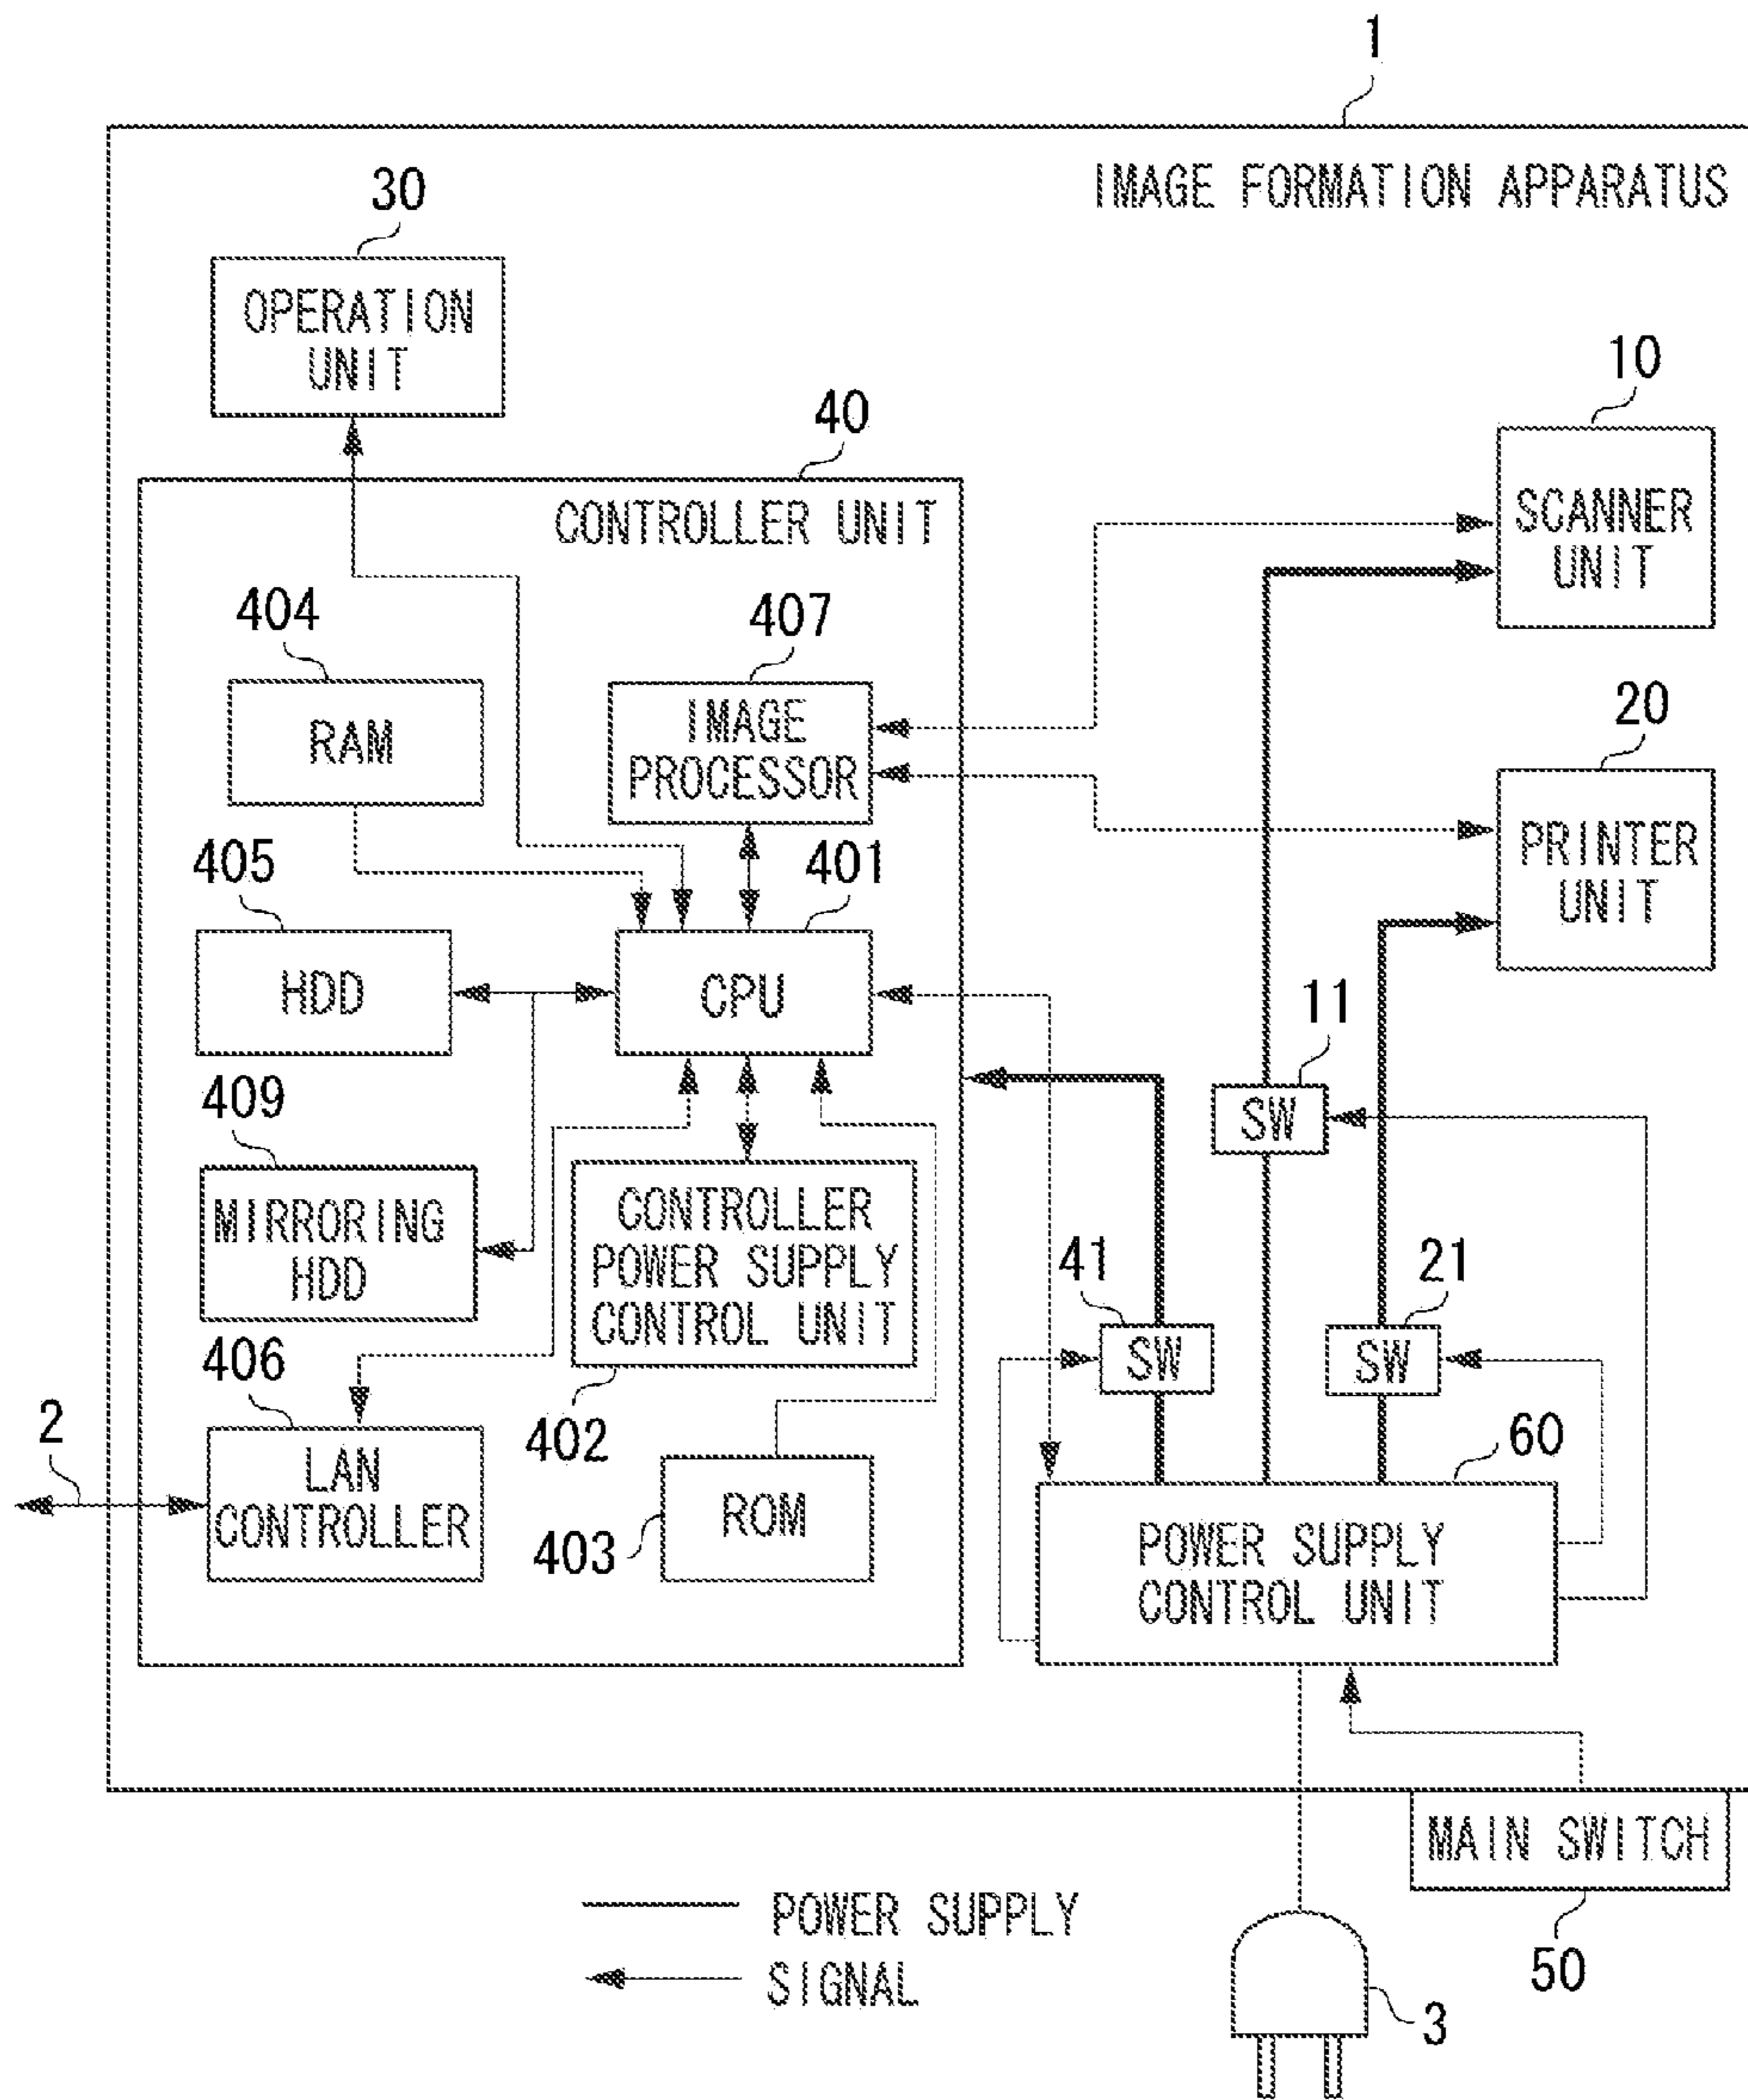 1
IMAGE FORMATION APPARATUS
30
OPERATION
UNIT
10
SCANNER
UNIT
40
CONTROLLER UNIT
404
RAM
407
IMAGE
PROCESSOR
20
PRINTER
UNIT
405
HDD
401
CPU
11
SW
409
MIRRORING
HDD
CONTROLLER
POWER SUPPLY
CONTROL UNIT
402
41
SW
21
SW
406
LAN
CONTROLLER
2
403
ROM
60
POWER SUPPLY
CONTROL UNIT
MAIN SWITCH
50
POWER SUPPLY
SIGNAL
3